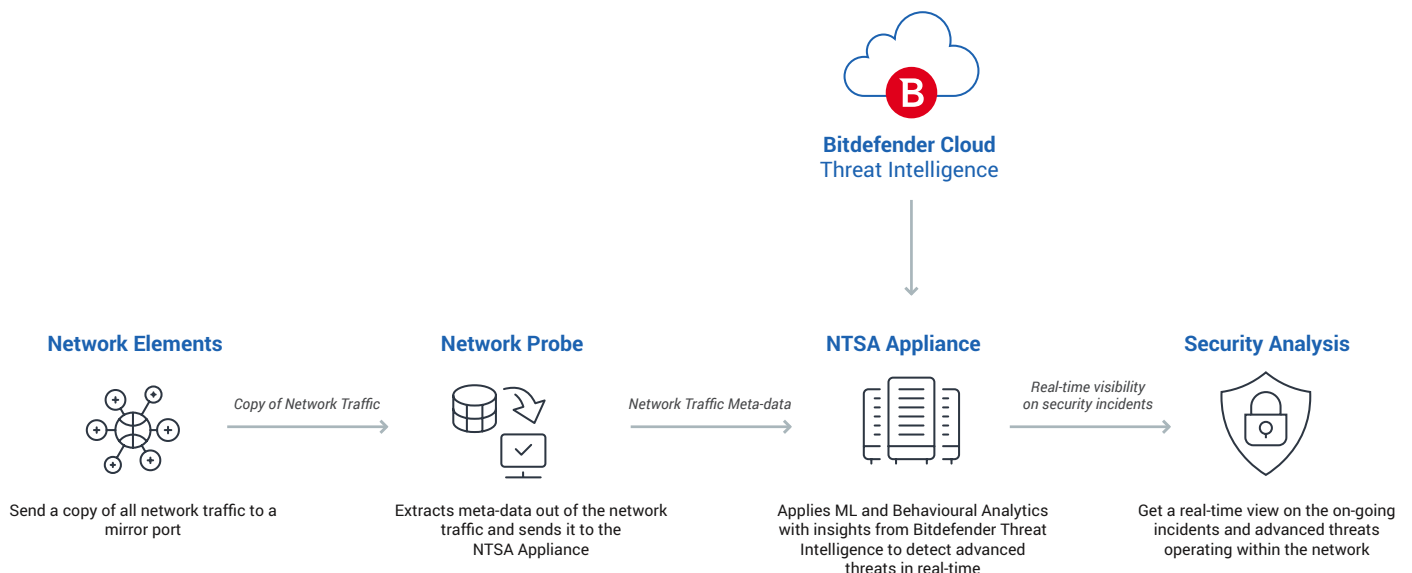 B
Bitdefender Cloud
Threat Intelligence
Network Elements
Copy of Network Traffic
Send a copy of all network traffic to a
mirror port
Network Probe
Network Traffic Meta-data
Extracts meta-data out of the network
traffic and sends it to the
NTSA Appliance
NTSA Appliance
Real-time visibility
on security incidents
Applies ML and Behavioural Analytics
with insights from Bitdefender Threat
Intelligence to detect advanced
threats in real-time
Security Analysis
Get a real-time view on the on-going
incidents and advanced threats
operating within the network